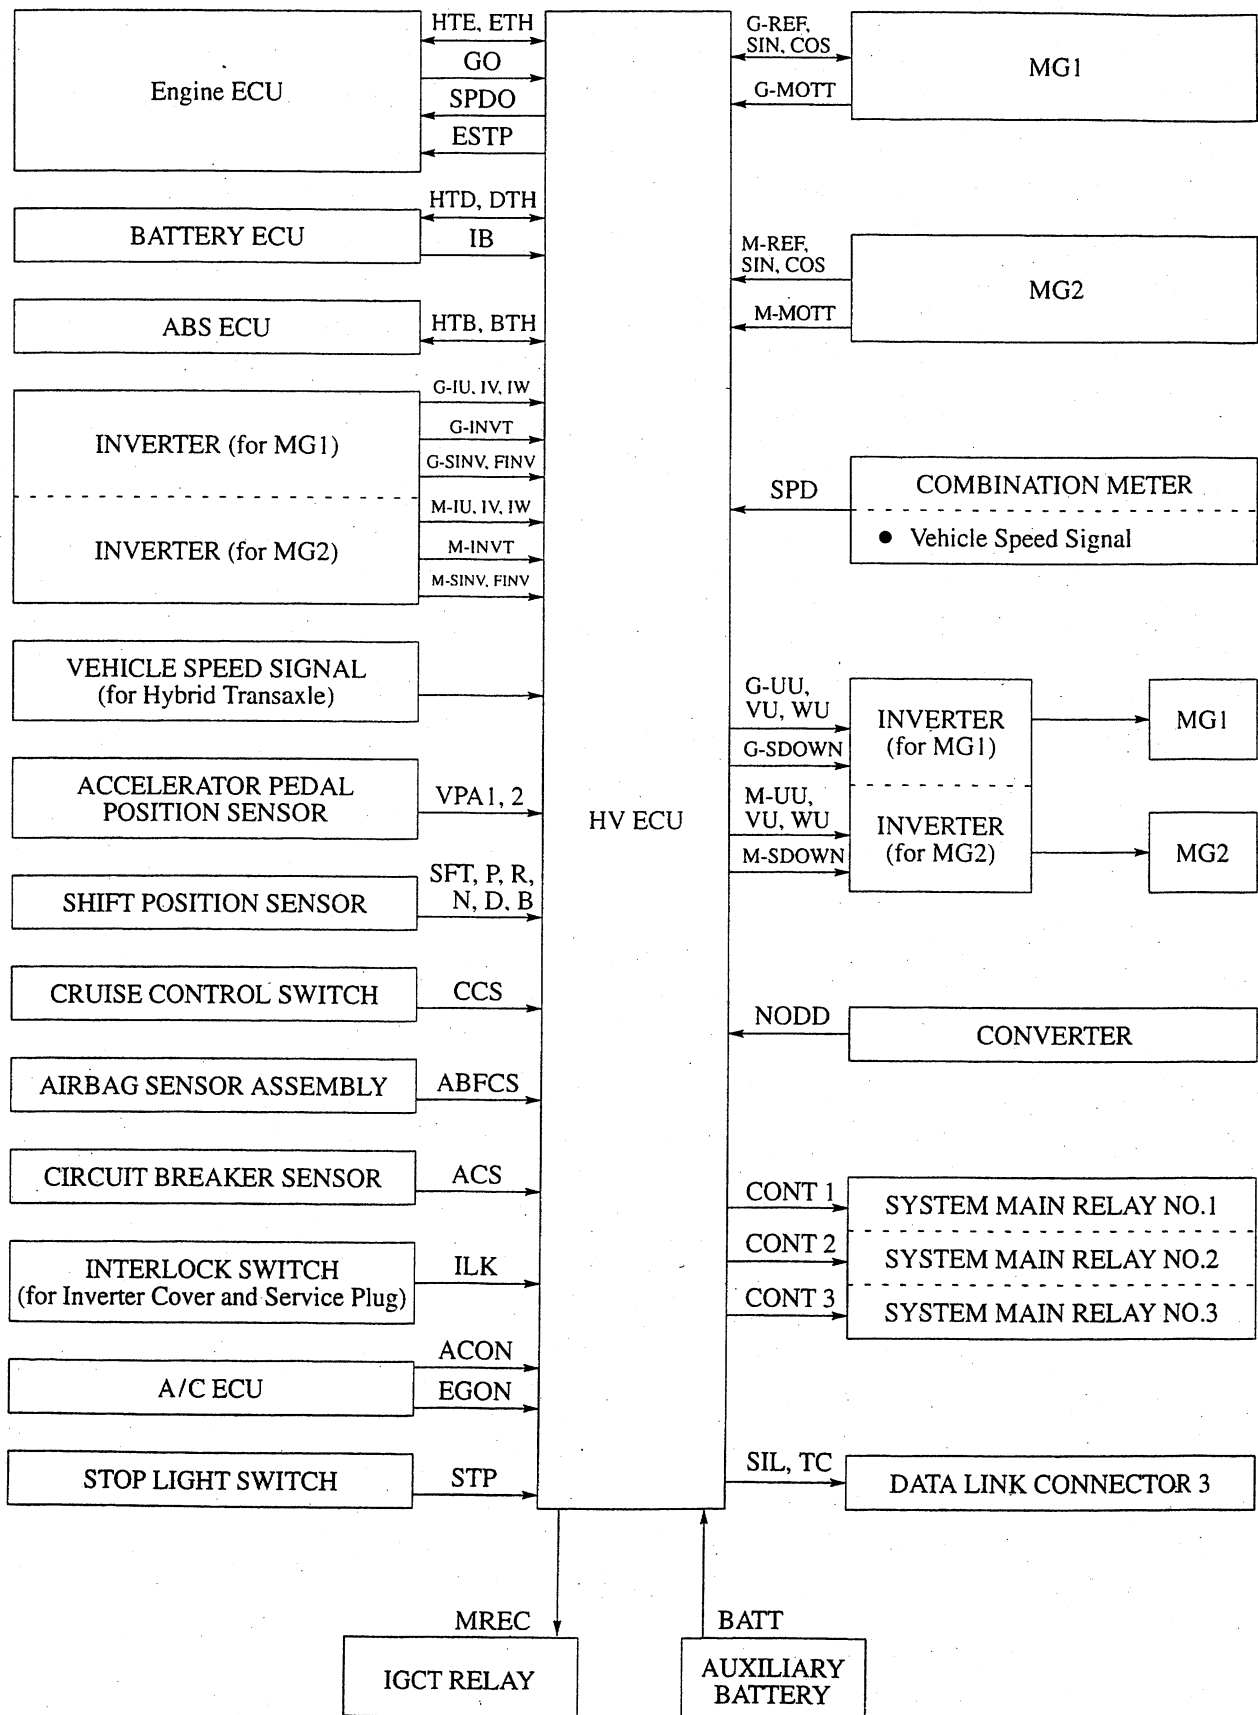 HTE, ETH
GO
Engine ECU
SPDO
ESTP
HTD, DTH
BATTERY ECU
IB
ABS ECU
HTB, BTH
G-IU, IV, IW
INVERTER (for MG1)
G-INVT
G-SINV, FINV
M-IU, IV, IW
INVERTER (for MG2)
M-INVT
M-SINV, FINV
VEHICLE SPEED SIGNAL
(for Hybrid Transaxle)
ACCELERATOR PEDAL
POSITION SENSOR
VPA1, 2
SHIFT POSITION SENSOR
SFT, P, R,
N, D, B
CRUISE CONTROL SWITCH
CCS
AIRBAG SENSOR ASSEMBLY
ABFCS
CIRCUIT BREAKER SENSOR
ACS
INTERLOCK SWITCH
(for Inverter Cover and Service Plug)
ILK
A/C ECU
ACON
EGON
STOP LIGHT SWITCH
STP
HV ECU
G-REF,
SIN, COS
G-MOTT
MG1
M-REF,
SIN, COS
M-MOTT
MG2
SPD
COMBINATION METER
● Vehicle Speed Signal
G-UU,
VU, WU
G-SDOWN
INVERTER
(for MG1)
MG1
M-UU,
VU, WU
M-SDOWN
INVERTER
(for MG2)
MG2
NODD
CONVERTER
CONT 1
SYSTEM MAIN RELAY NO.1
CONT 2
SYSTEM MAIN RELAY NO.2
CONT 3
SYSTEM MAIN RELAY NO.3
SIL, TC
DATA LINK CONNECTOR 3
MREC
IGCT RELAY
BATT
AUXILIARY
BATTERY